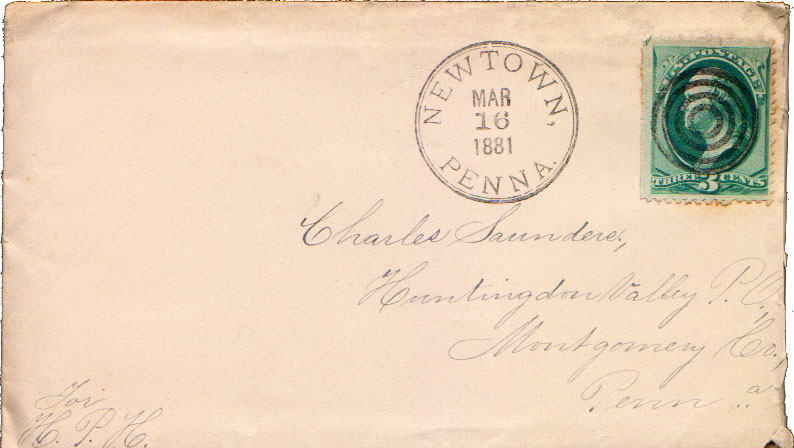 NEWTOWN,
MAR
16
1881
PENNA.
U.S. POSTAGE
THREE 3 CENTS
Charles Saunders,
Huntingdon Valley P.O.,
Montgomery Co.,
Penn a.
For
H. P. H.